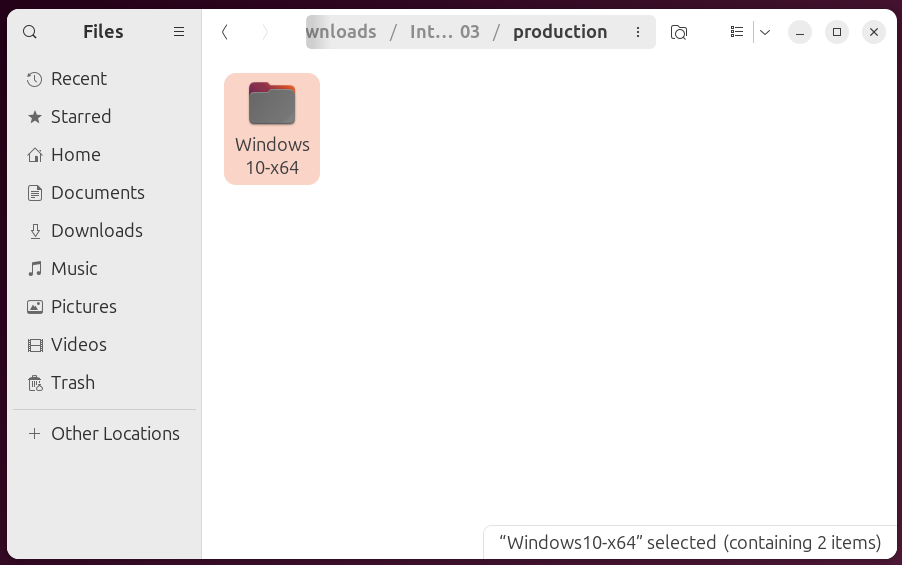 Files
wnloads / Int… 03 / production
Recent
Starred
Home
Documents
Downloads
Music
Pictures
Videos
Trash
Other Locations
Windows
10-x64
“Windows10-x64” selected (containing 2 items)